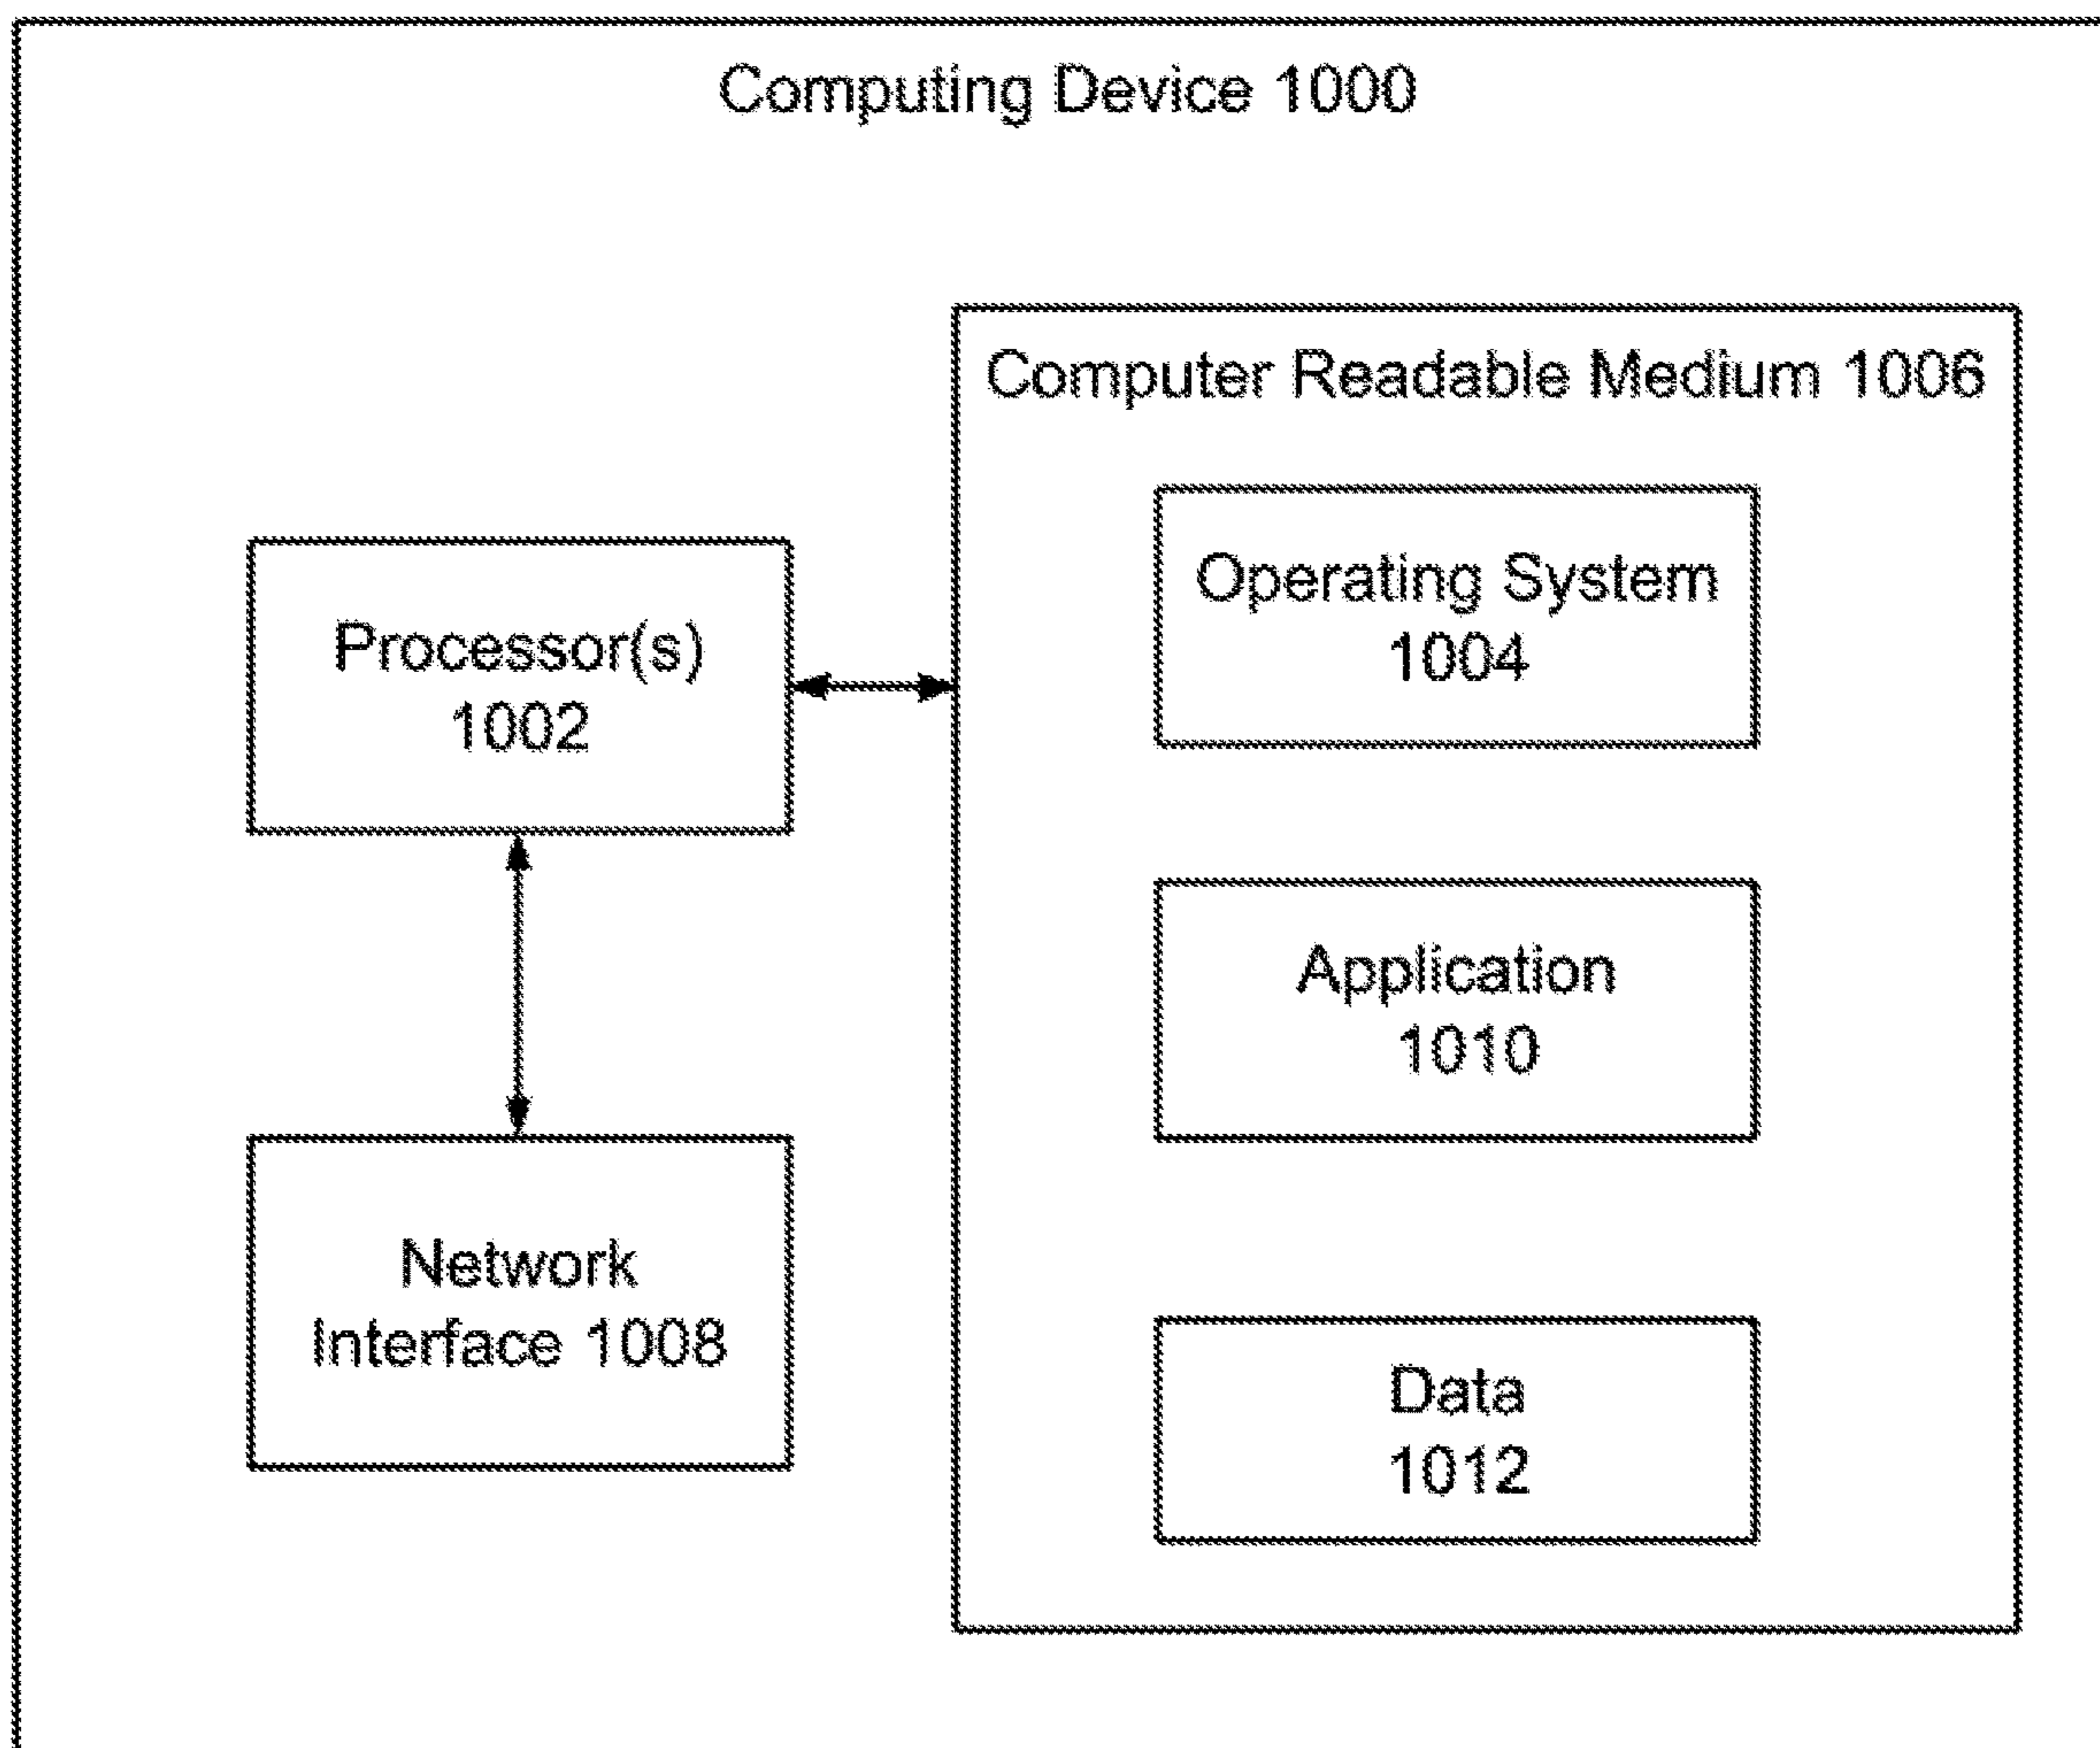 Computing Device 1000
Computer Readable Medium 1006
Operating System
1004
Processor(s)
1002
Application
1010
Network
Interface 1008
Data
1012